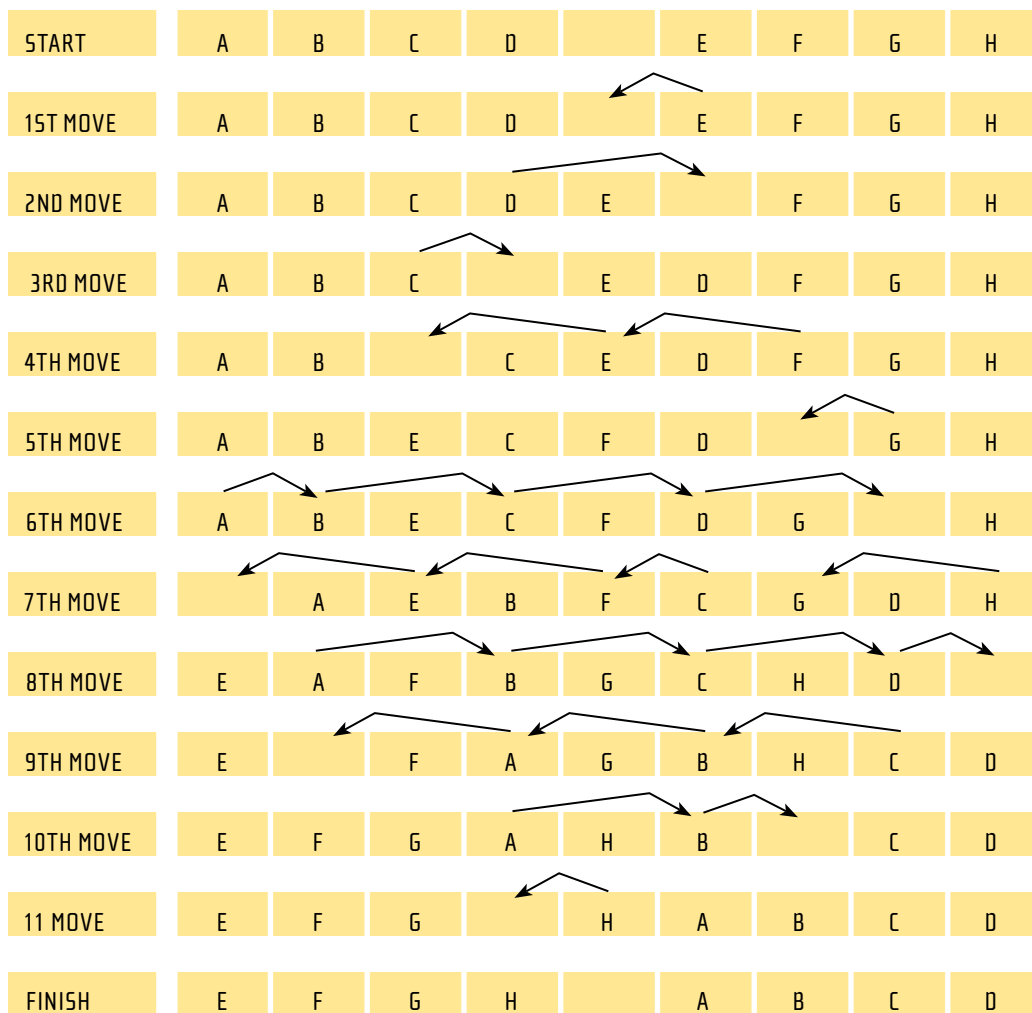 START A B C D E F G H
1ST MOVE A B C D E F G H
2ND MOVE A B C D E F G H
3RD MOVE A B C E D F G H
4TH MOVE A B C E D F G H
5TH MOVE A B E C F D G H
6TH MOVE A B E C F D G H
7TH MOVE A E B F C G D H
8TH MOVE E A F B G C H D
9TH MOVE E F A G B H C D
10TH MOVE E F G A H B C D
11 MOVE E F G H A B C D
FINISH E F G H A B C D